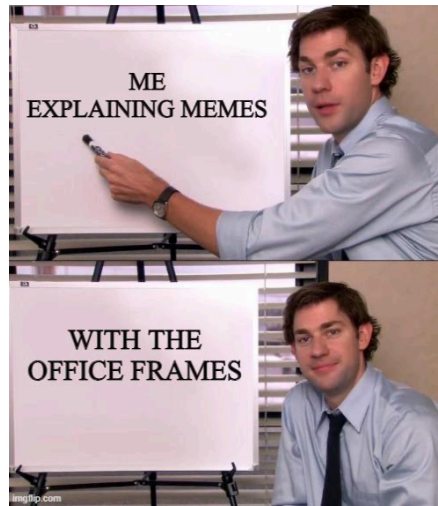 ME
EXPLAINING MEMES
WITH THE
OFFICE FRAMES
imgflip.com